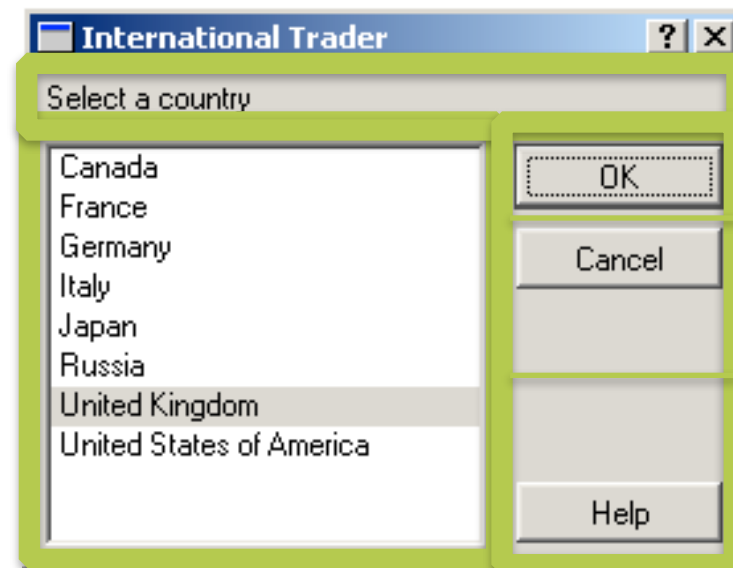 International Trader
Select a country
Canada
France
Germany
Italy
Japan
Russia
United Kingdom
United States of America
OK
Cancel
Help